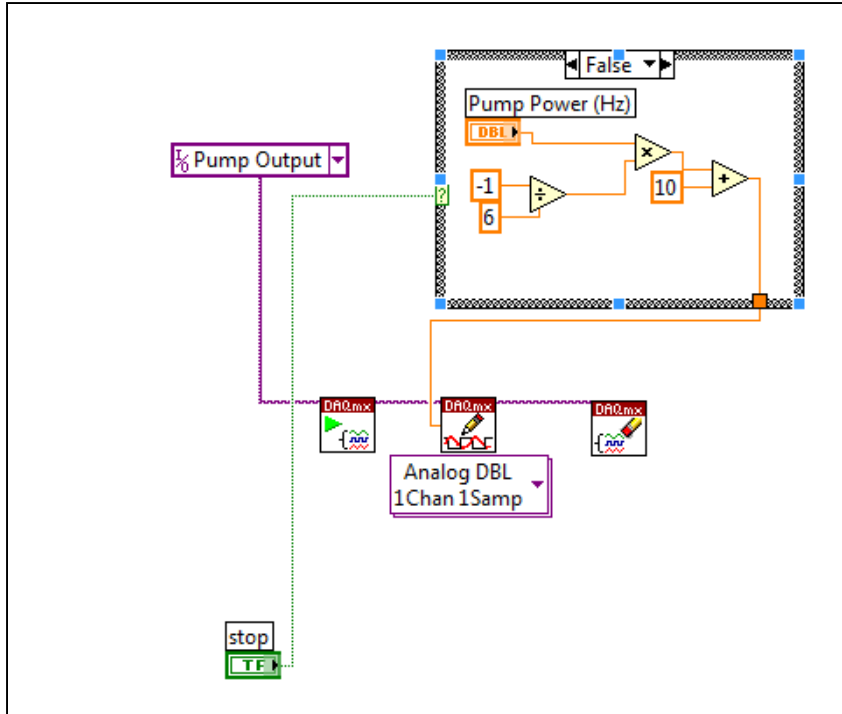 False
Pump Power (Hz)
DBL
I/O Pump Output
×
-1
÷
10
+
?
6
DAQmx
DAQmx
DAQmx
Analog DBL
1Chan 1Samp
stop
TF